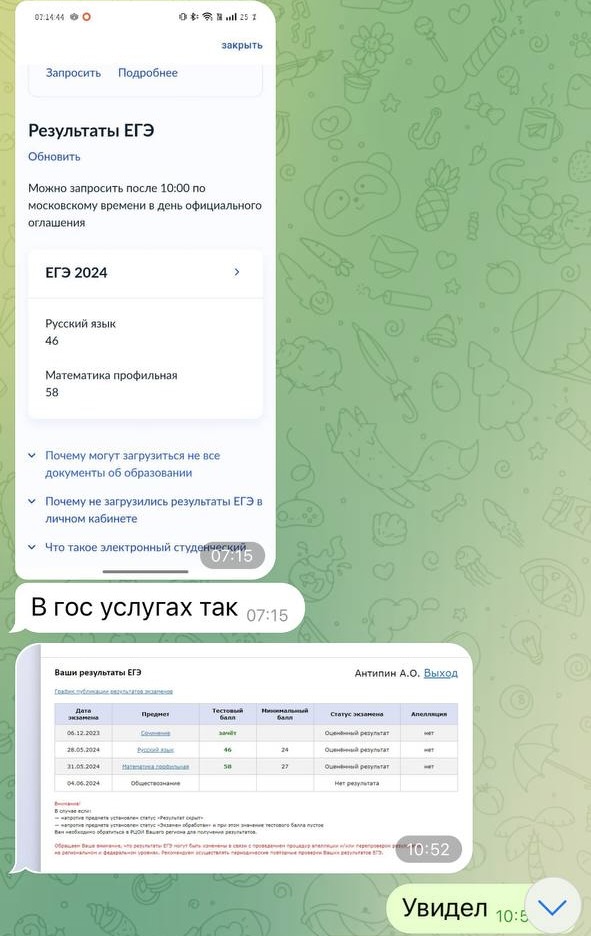 07:14:44
25
закрыть
Запросить Подробнее
Результаты ЕГЭ
Обновить
Можно запросить после 10:00 по
московскому времени в день официального
оглашения
ЕГЭ 2024
Русский язык
46
Математика профильная
58
Почему могут загрузиться не все
документы об образовании
Почему не загрузились результаты ЕГЭ в
личном кабинете
Что такое электронный студенческий
07:15
В гос услугах так 07:15
Ваши результаты ЕГЭ Антипин А.О. Выход
График публикации результатов экзаменов
Дата экзамена Предмет Тестовый балл Минимальный балл Статус экзамена Апелляция
06.12.2023 Сочинение зачёт Оценённый результат нет
28.05.2024 Русский язык 46 24 Оценённый результат нет
31.05.2024 Математика профильная 58 27 Оценённый результат нет
04.06.2024 Обществознание Нет результата
Внимание!
В случае если:
— напротив предмета установлен статус «Результат скрыт»
— напротив предмета установлен статус «Экзамен обработан» и при этом значение тестового балла пустое
Вам необходимо обратиться в РЦОИ Вашего региона для получения результатов.
Обращаем Ваше внимание, что результаты ЕГЭ могут быть изменены в связи с проведением процедур апелляции и/или перепроверки
на региональном и федеральном уровнях. Рекомендуем осуществлять периодические повторные проверки Ваших результатов ЕГЭ.
10:52
Увидел